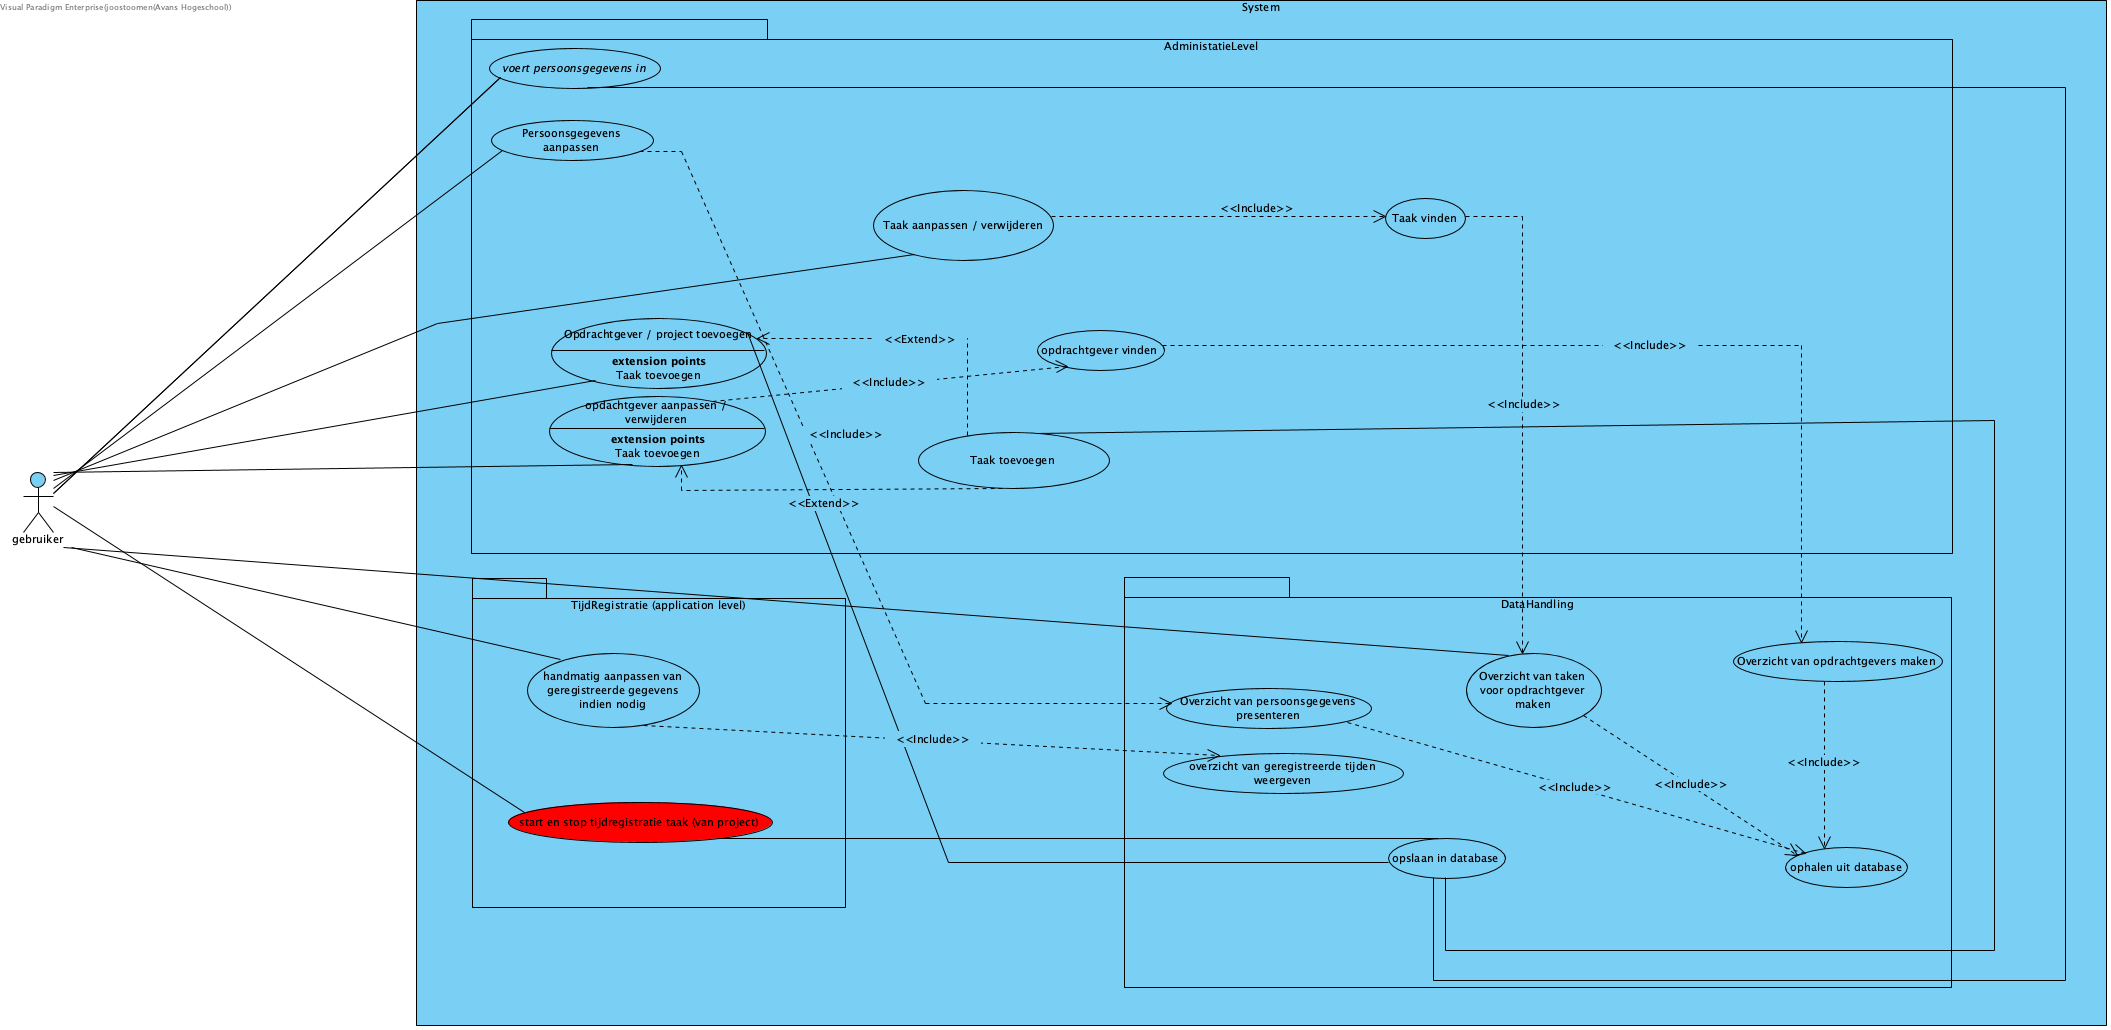 Visual Paradigm Enterprise(joostoomen(Avans Hogeschool))
System
AdministatieLevel
voert persoonsgegevens in
Persoonsgegevens
aanpassen
<<Include>>
Taak vinden
Taak aanpassen / verwijderen
Opdrachtgever / project toevoegen
extension points
Taak toevoegen
<<Extend>>
opdrachtgever vinden
<<Include>>
<<Include>>
opdachtgever aanpassen /
verwijderen
extension points
Taak toevoegen
<<Include>>
<<Include>>
Taak toevoegen
<<Extend>>
gebruiker
TijdRegistratie (application level)
DataHandling
handmatig aanpassen van
geregistreerde gegevens
indien nodig
Overzicht van opdrachtgevers maken
Overzicht van taken
voor opdrachtgever
maken
Overzicht van persoonsgegevens
presenteren
<<Include>>
overzicht van geregistreerde tijden
weergeven
<<Include>>
<<Include>>
<<Include>>
start en stop tijdregistratie taak (van project)
opslaan in database
ophalen uit database